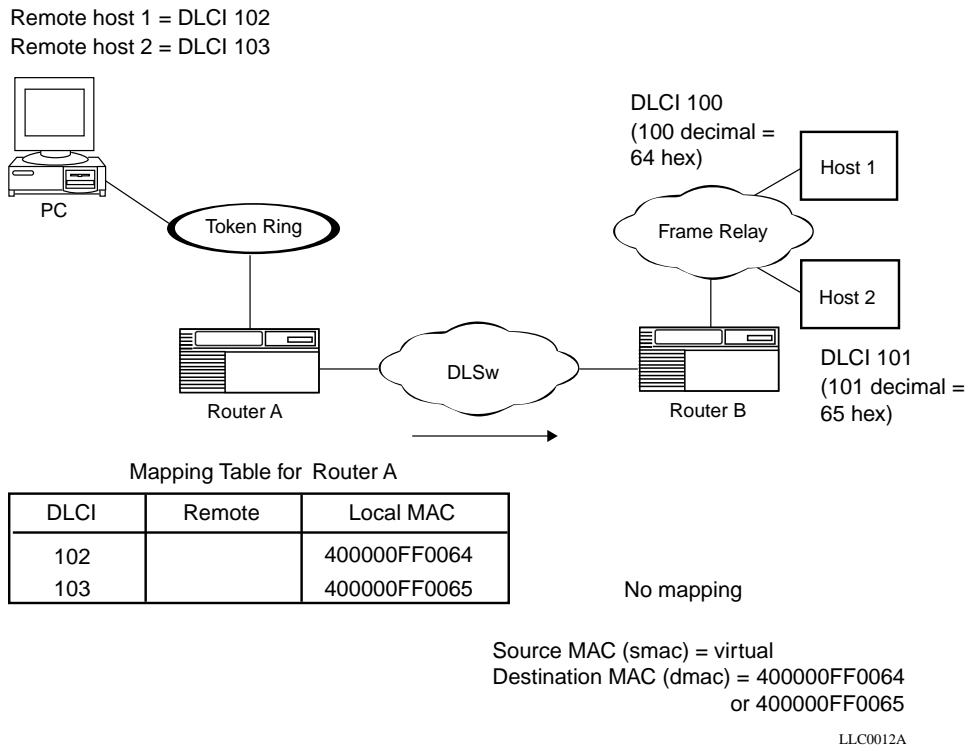 Remote host 1 = DLCI 102
Remote host 2 = DLCI 103
DLCI 100
(100 decimal =
64 hex)
Host 1
PC
Token Ring
Frame Relay
Host 2
DLSw
DLCI 101
(101 decimal =
65 hex)
Router A
Router B
Mapping Table for Router A
DLCI Remote Local MAC
102 400000FF0064
103 400000FF0065
No mapping
Source MAC (smac) = virtual
Destination MAC (dmac) = 400000FF0064
or 400000FF0065
LLC0012A